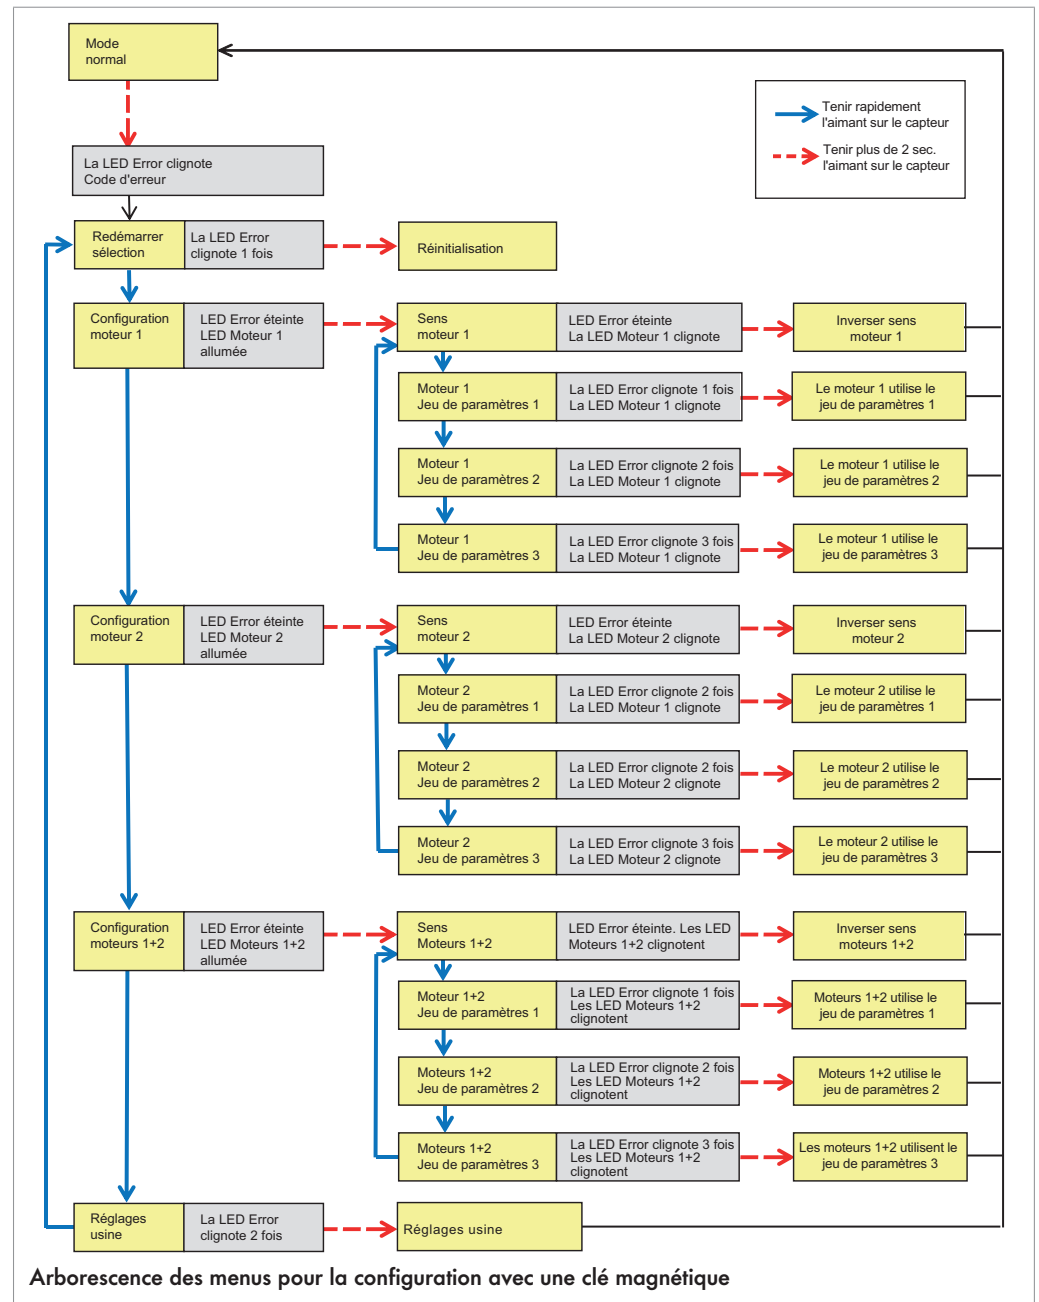 Mode
normal
Tenir rapidement
l'aimant sur le capteur
Tenir plus de 2 sec.
l'aimant sur le capteur
La LED Error clignote
Code d'erreur
Redémarrer
sélection
La LED Error
clignote 1 fois
Réinitialisation
Configuration
moteur 1
LED Error éteinte
LED Moteur 1
allumée
Sens
moteur 1
LED Error éteinte
La LED Moteur 1 clignote
Inverser sens
moteur 1
Moteur 1
Jeu de paramètres 1
La LED Error clignote 1 fois
La LED Moteur 1 clignote
Le moteur 1 utilise le
jeu de paramètres 1
Moteur 1
Jeu de paramètres 2
La LED Error clignote 2 fois
La LED Moteur 1 clignote
Le moteur 1 utilise le
jeu de paramètres 2
Moteur 1
Jeu de paramètres 3
La LED Error clignote 3 fois
La LED Moteur 1 clignote
Le moteur 1 utilise le
jeu de paramètres 3
Configuration
moteur 2
LED Error éteinte
LED Moteur 2
allumée
Sens
moteur 2
LED Error éteinte
La LED Moteur 2 clignote
Inverser sens
moteur 2
Moteur 2
Jeu de paramètres 1
La LED Error clignote 2 fois
La LED Moteur 1 clignote
Le moteur 2 utilise le
jeu de paramètres 1
Moteur 2
Jeu de paramètres 2
La LED Error clignote 2 fois
La LED Moteur 2 clignote
Le moteur 2 utilise le
jeu de paramètres 2
Moteur 2
Jeu de paramètres 3
La LED Error clignote 3 fois
La LED Moteur 2 clignote
Le moteur 2 utilise le
jeu de paramètres 3
Configuration
moteurs 1+2
LED Error éteinte
LED Moteurs 1+2
allumée
Sens
Moteurs 1+2
LED Error éteinte. Les LED
Moteurs 1+2 clignotent
Inverser sens
moteurs 1+2
Moteur 1+2
Jeu de paramètres 1
La LED Error clignote 1 fois
Les LED Moteurs 1+2
clignotent
Moteurs 1+2 utilise le
jeu de paramètres 1
Moteurs 1+2
Jeu de paramètres 2
La LED Error clignote 2 fois
Les LED Moteurs 1+2
clignotent
Moteurs 1+2 utilise le
jeu de paramètres 2
Moteurs 1+2
Jeu de paramètres 3
La LED Error clignote 3 fois
Les LED Moteurs 1+2
clignotent
Les moteurs 1+2 utilisent le
jeu de paramètres 3
Réglages
usine
La LED Error
clignote 2 fois
Réglages usine
Arborescence des menus pour la configuration avec une clé magnétique